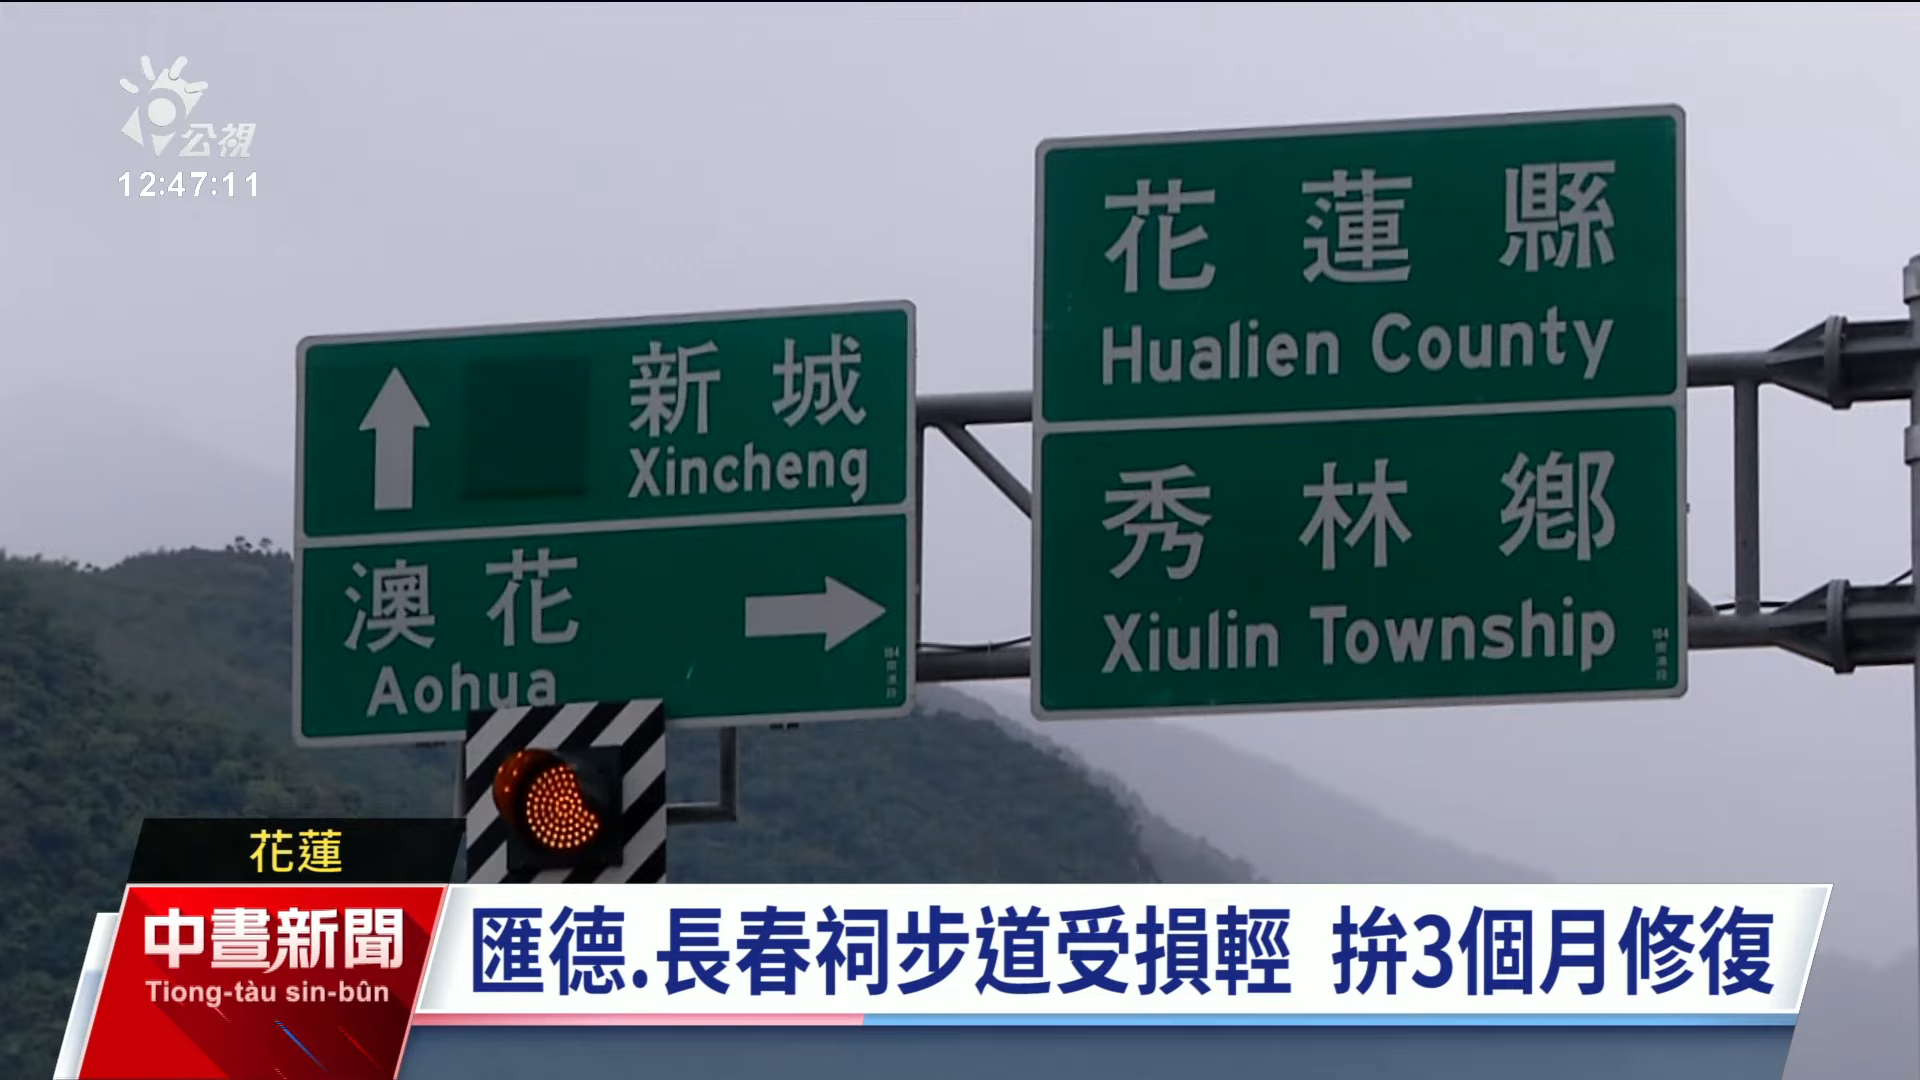 公視
12:47:11
花蓮縣
Hualien County
秀林鄉
Xiulin Township
新城
Xincheng
澳花
Aohua
花蓮
中晝新聞
Tiong-tàu sin-bûn
匯德.長春祠步道受損輕 拚3個月修復